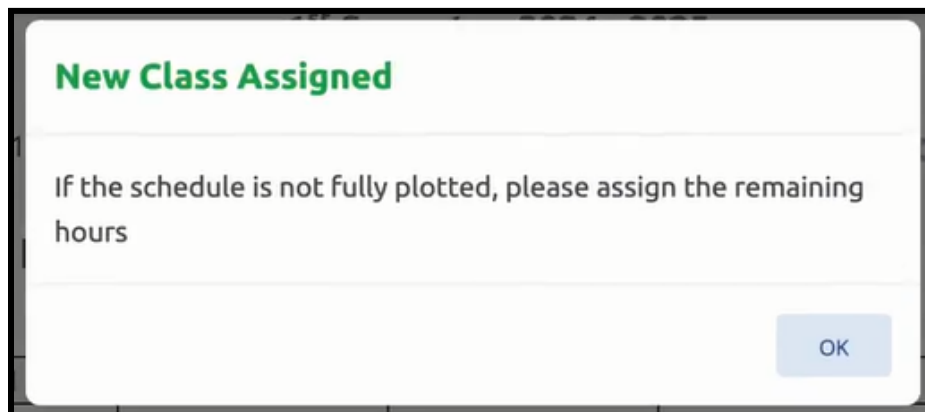 New Class Assigned
If the schedule is not fully plotted, please assign the remaining
hours
OK